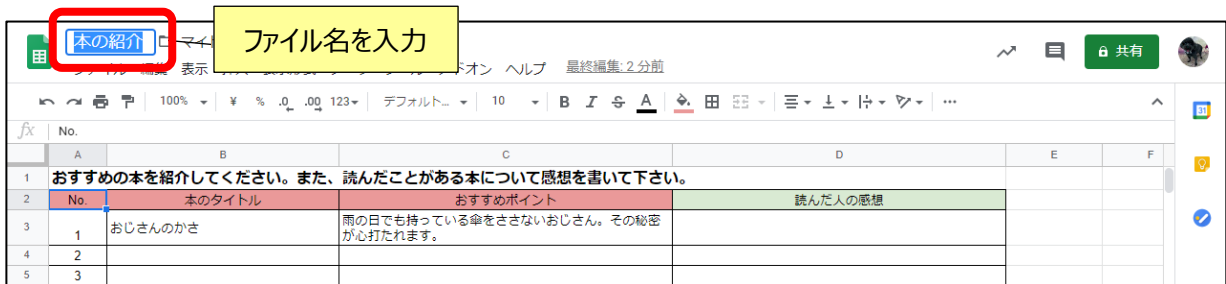 本の紹介
ファイル名を入力
編集 表示 ヘルプ 最終編集: 2 分前
共有
100% ¥ % .0 .00 123 デフォルト... 10 B I S A ...
31
fx No.
A B C D E F
1 おすすめの本を紹介してください。また、読んだことがある本について感想を書いて下さい。
2 No. 本のタイトル おすすめポイント 読んだ人の感想
3 1 おじさんのかさ 雨の日でも持っている傘をささないおじさん。その秘密
が心打たれます。
4 2
5 3